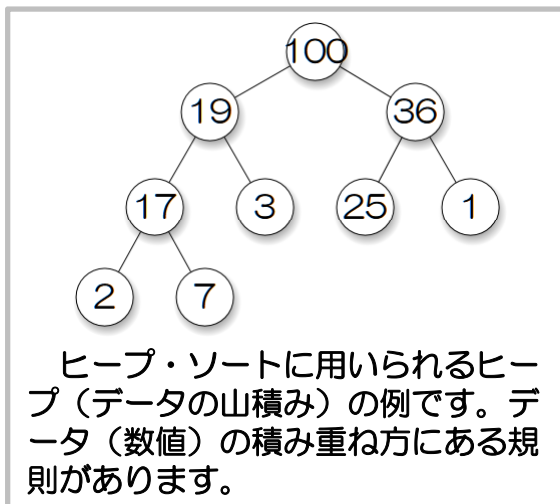 100
19 36
17 3 25 1
2 7
　ヒープ・ソートに用いられるヒー
プ（データの山積み）の例です。デ
ータ（数値）の積み重ね方にある規
則があります。